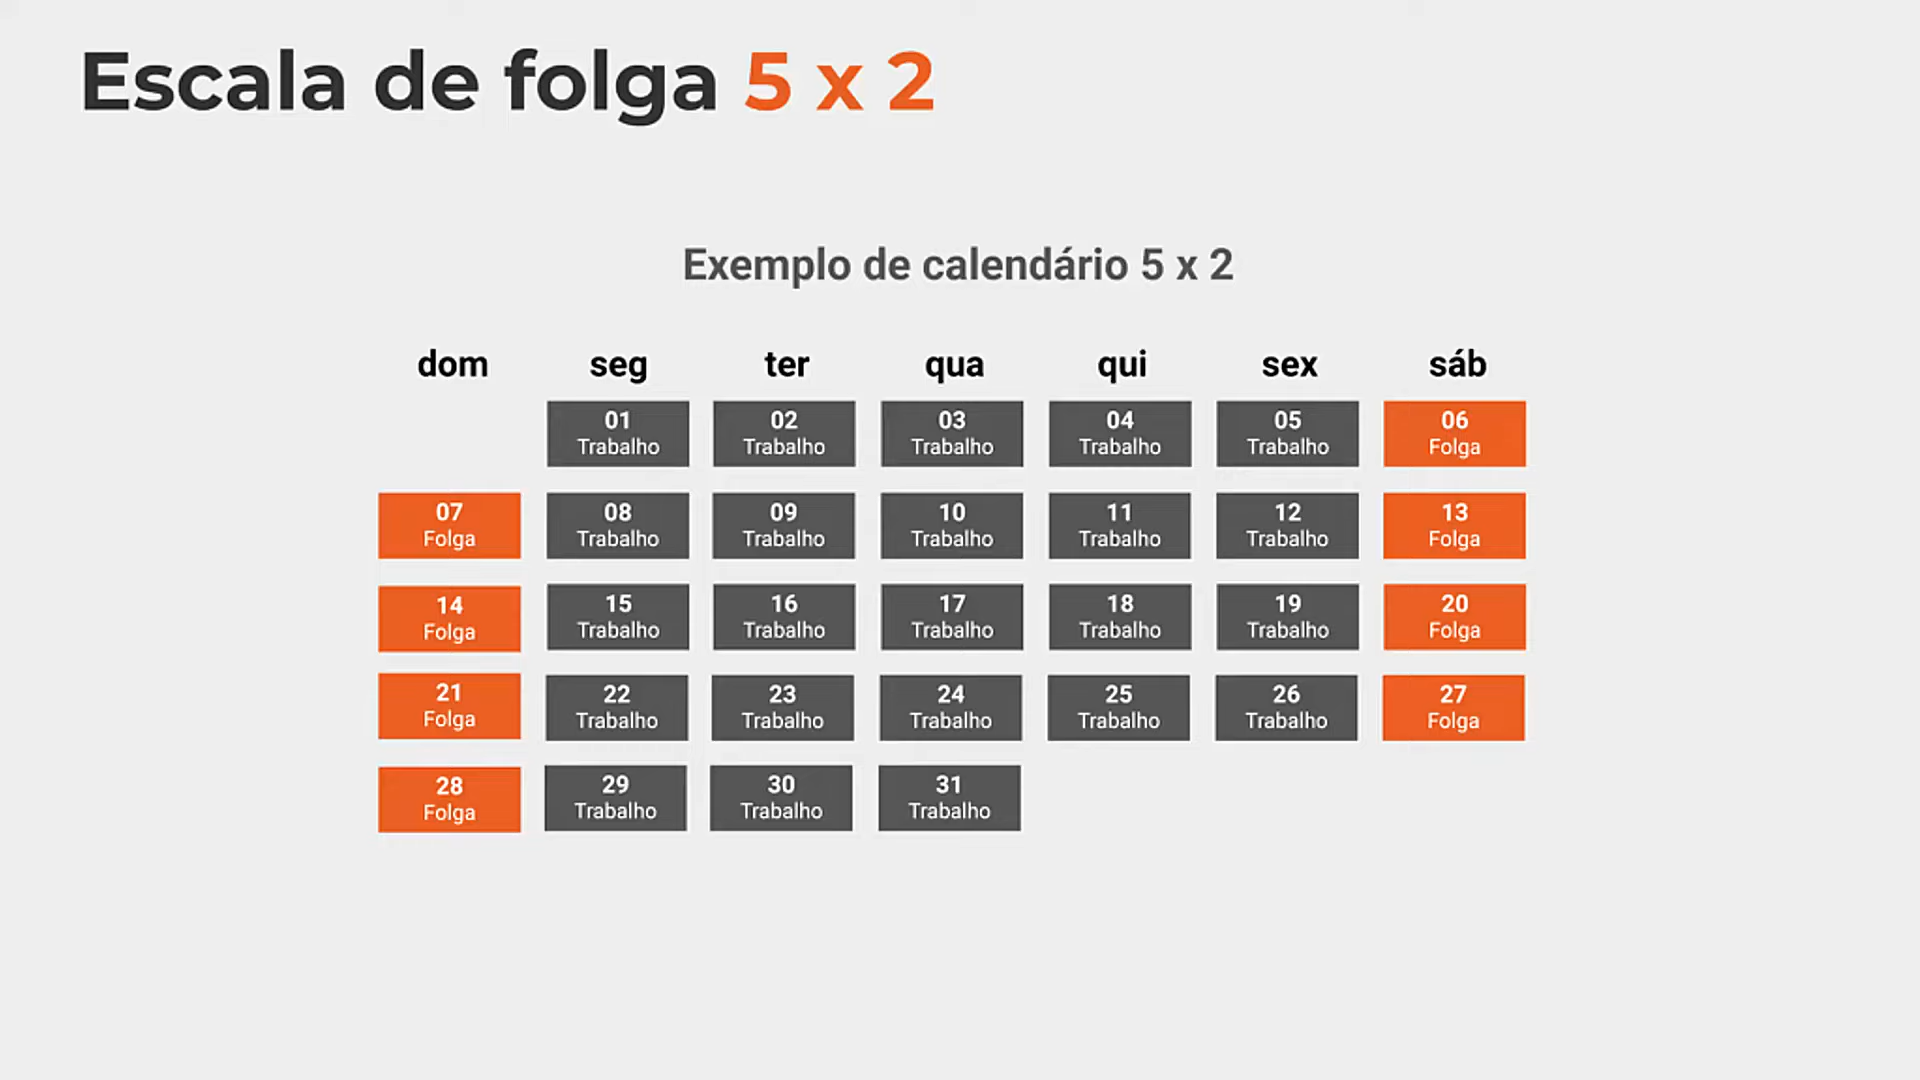 Escala de folga 5 x 2
Exemplo de calendário 5 x 2
dom seg ter qua qui sex sáb
01 02 03 04 05 06
Trabalho Trabalho Trabalho Trabalho Trabalho Folga
07 08 09 10 11 12 13
Folga Trabalho Trabalho Trabalho Trabalho Trabalho Folga
14 15 16 17 18 19 20
Folga Trabalho Trabalho Trabalho Trabalho Trabalho Folga
21 22 23 24 25 26 27
Folga Trabalho Trabalho Trabalho Trabalho Trabalho Folga
28 29 30 31
Folga Trabalho Trabalho Trabalho